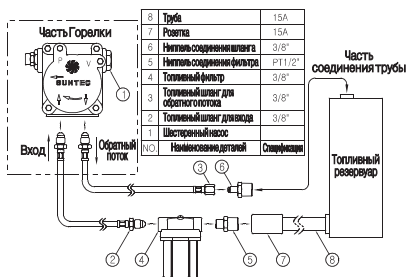 Часть Горелки
P
V
SUNTEC
1
Вход
Обратный
поток
8 Труба 15A
7 Розетка 15A
6 Ниппель соединения шланга 3/8"
5 Ниппель соединения фильтра PT1/2"
4 Топливный фильтр 3/8"
3 Топливный шланг для обратного потока 3/8"
2 Топливный шланг для входа 3/8"
1 Шестеренный насос
NO. Наименование деталей Спецификация
Часть
соединения трубы
Топливный
резервуар
3
6
2
4
5
7
8